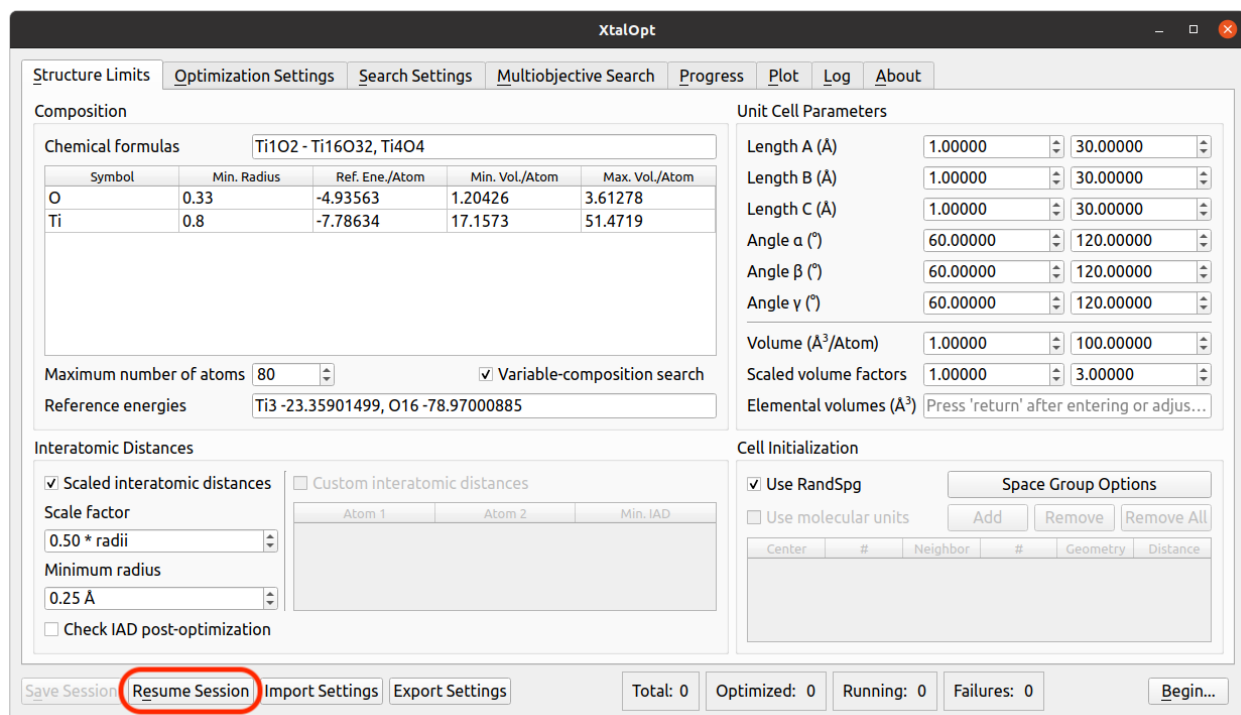 XtalOpt
Structure Limits Optimization Settings Search Settings Multiobjective Search Progress Plot Log About
Composition
Chemical formulas Ti1O2 - Ti16O32, Ti4O4
Symbol Min. Radius Ref. Ene./Atom Min. Vol./Atom Max. Vol./Atom
O 0.33 -4.93563 1.20426 3.61278
Ti 0.8 -7.78634 17.1573 51.4719
Maximum number of atoms 80 Variable-composition search
Reference energies Ti3 -23.35901499, O16 -78.97000885
Unit Cell Parameters
Length A (Å) 1.00000 30.00000
Length B (Å) 1.00000 30.00000
Length C (Å) 1.00000 30.00000
Angle α (°) 60.00000 120.00000
Angle β (°) 60.00000 120.00000
Angle γ (°) 60.00000 120.00000
Volume (Å³/Atom) 1.00000 100.00000
Scaled volume factors 1.00000 3.00000
Elemental volumes (Å³) Press 'return' after entering or adjus...
Interatomic Distances
Scaled interatomic distances Custom interatomic distances
Scale factor
Atom 1 Atom 2 Min. IAD
0.50 * radii
Minimum radius
0.25 Å
Check IAD post-optimization
Cell Initialization
Use RandSpg Space Group Options
Use molecular units Add Remove Remove All
Center # Neighbor # Geometry Distance
Save Session Resume Session Import Settings Export Settings Total: 0 Optimized: 0 Running: 0 Failures: 0 Begin...